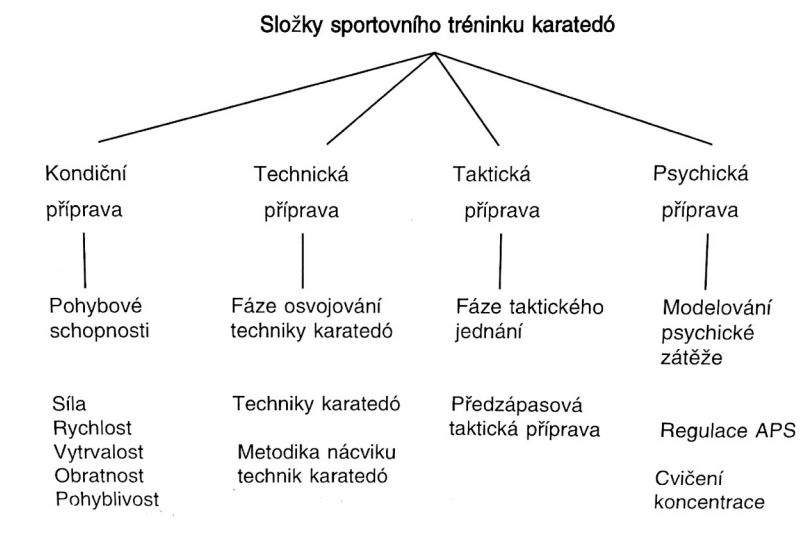 Složky sportovního tréninku karatedó
Kondiční
příprava
Technická
příprava
Taktická
příprava
Psychická
příprava
Pohybové
schopnosti
Síla
Rychlost
Vytrvalost
Obratnost
Pohyblivost
Fáze osvojování
techniky karatedó
Techniky karatedó
Metodika nácviku
technik karatedó
Fáze taktického
jednání
Předzápasová
taktická příprava
Modelování
psychické
zátěže
Regulace APS
Cvičení
koncentrace